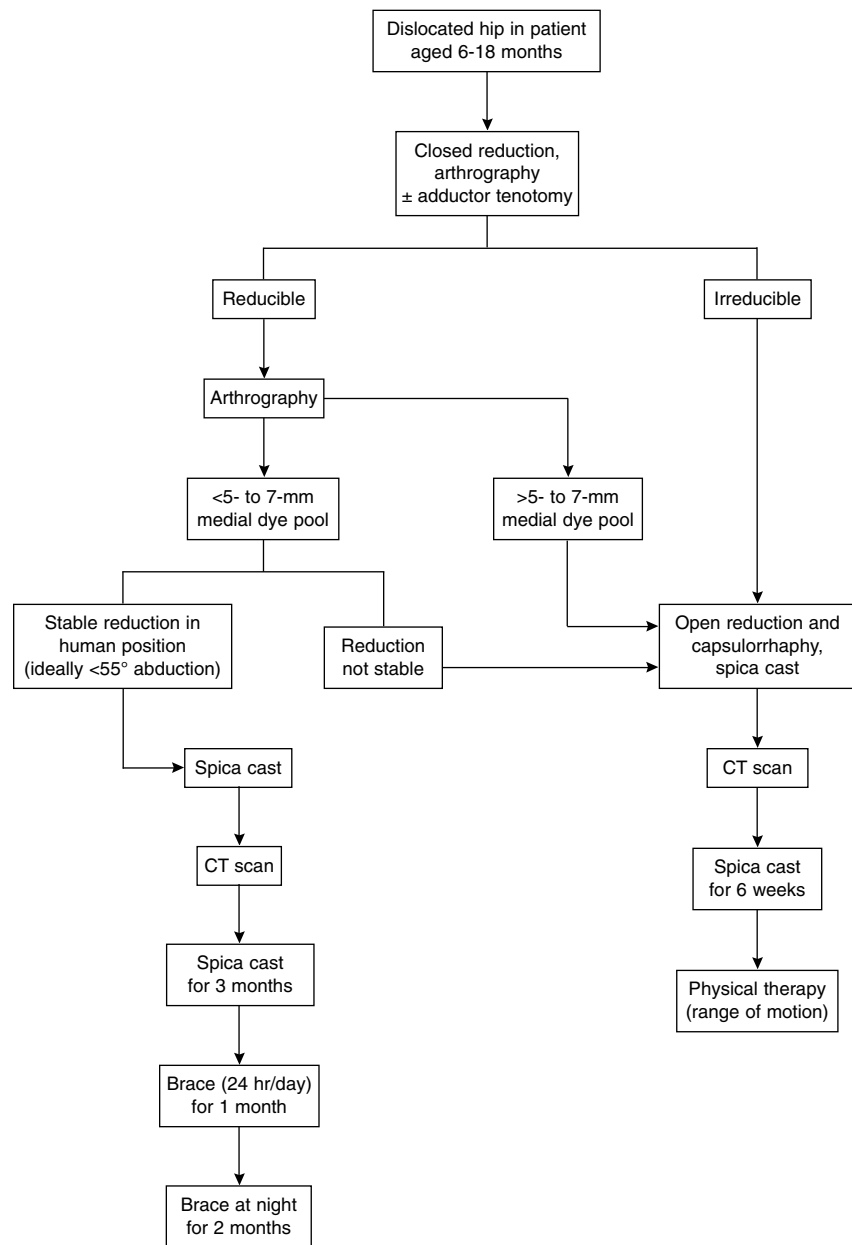 Dislocated hip in patient
aged 6-18 months
Closed reduction,
arthrography
± adductor tenotomy
Reducible
Irreducible
Arthrography
<5- to 7-mm
medial dye pool
>5- to 7-mm
medial dye pool
Stable reduction in
human position
(ideally <55° abduction)
Reduction
not stable
Open reduction and
capsulorrhaphy,
spica cast
Spica cast
CT scan
CT scan
Spica cast
for 6 weeks
Spica cast
for 3 months
Physical therapy
(range of motion)
Brace (24 hr/day)
for 1 month
Brace at night
for 2 months